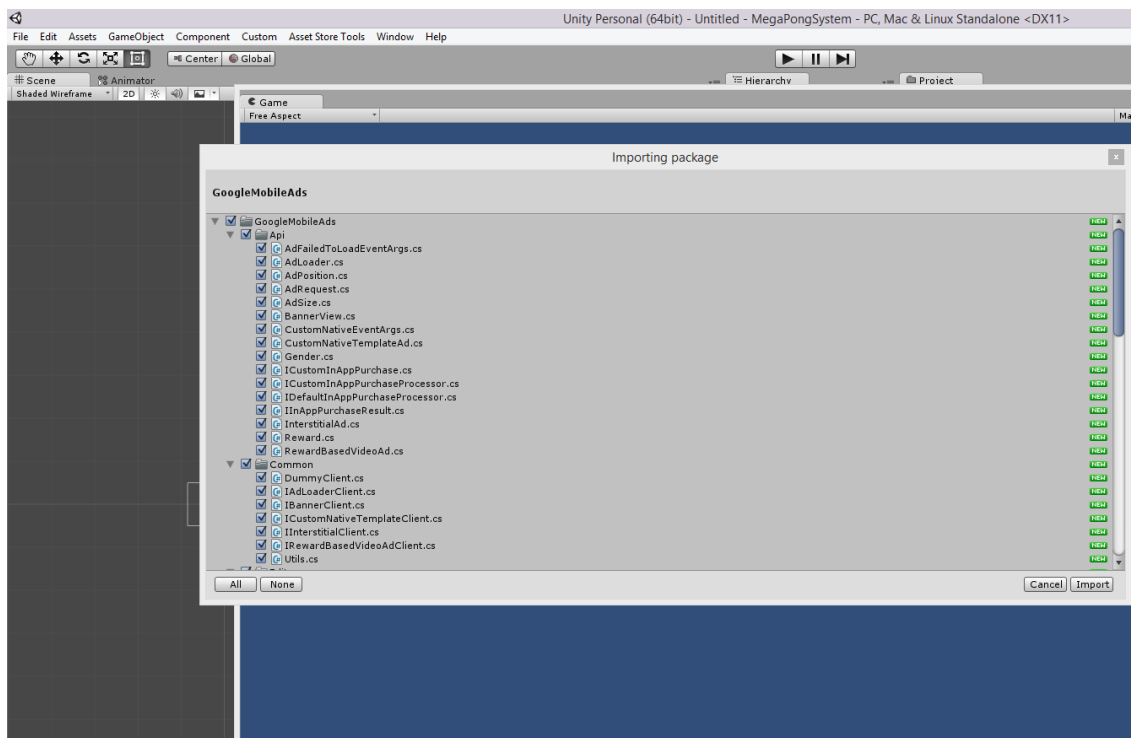 Unity Personal (64bit) - Untitled - MegaPongSystem - PC, Mac & Linux Standalone <DX11>
File Edit Assets GameObject Component Custom Asset Store Tools Window Help
Center Global
Scene Animator Hierarchy Project
Shaded Wireframe 2D
Game
Free Aspect Ma
Importing package x
GoogleMobileAds
GoogleMobileAds NEW
Api NEW
AdFailedToLoadEventArgs.cs NEW
AdLoader.cs NEW
AdPosition.cs NEW
AdRequest.cs NEW
AdSize.cs NEW
BannerView.cs NEW
CustomNativeEventArgs.cs NEW
CustomNativeTemplateAd.cs NEW
Gender.cs NEW
ICustomInAppPurchase.cs NEW
ICustomInAppPurchaseProcessor.cs NEW
IDefaultInAppPurchaseProcessor.cs NEW
IInAppPurchaseResult.cs NEW
InterstitialAd.cs NEW
Reward.cs NEW
RewardBasedVideoAd.cs NEW
Common NEW
DummyClient.cs NEW
IAdLoaderClient.cs NEW
IBannerClient.cs NEW
ICustomNativeTemplateClient.cs NEW
IInterstitialClient.cs NEW
IRewardBasedVideoAdClient.cs NEW
Utils.cs NEW
All None Cancel Import